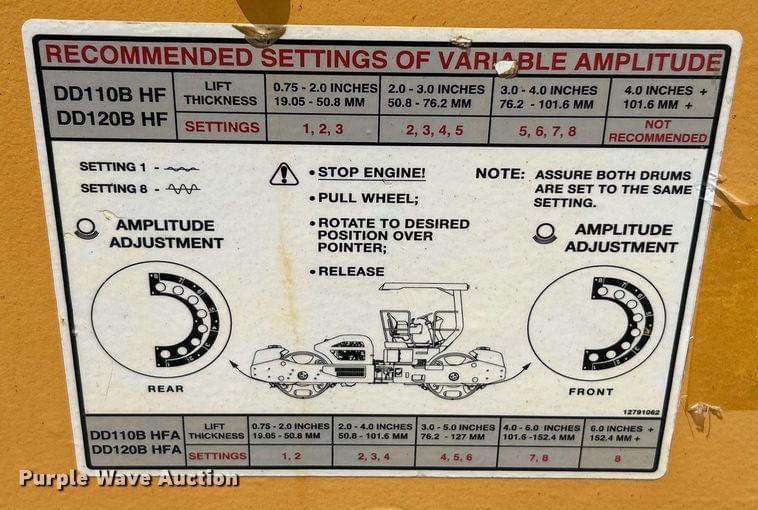 RECOMMENDED SETTINGS OF VARIABLE AMPLITUDE
DD110B HF
DD120B HF
LIFT
THICKNESS
0.75 - 2.0 INCHES
19.05 - 50.8 MM
2.0 - 3.0 INCHES
50.8 - 76.2 MM
3.0 - 4.0 INCHES
76.2 - 101.6 MM
4.0 INCHES +
101.6 MM +
SETTINGS
1, 2, 3
2, 3, 4, 5
5, 6, 7, 8
NOT
RECOMMENDED
SETTING 1 -
SETTING 8 -
AMPLITUDE
ADJUSTMENT
• STOP ENGINE!
• PULL WHEEL;
• ROTATE TO DESIRED
POSITION OVER
POINTER;
• RELEASE
NOTE: ASSURE BOTH DRUMS
ARE SET TO THE SAME
SETTING.
AMPLITUDE
ADJUSTMENT
REAR
FRONT
12791062
DD110B HFA
DD120B HFA
LIFT
THICKNESS
0.75 - 2.0 INCHES
19.05 - 50.8 MM
2.0 - 4.0 INCHES
50.8 - 101.6 MM
3.0 - 5.0 INCHES
76.2 - 127 MM
4.0 - 6.0 INCHES
101.6 -152.4 MM
6.0 INCHES +
152.4 MM +
SETTINGS
1, 2
2, 3, 4
4, 5, 6
7, 8
8
Purple Wave Auction